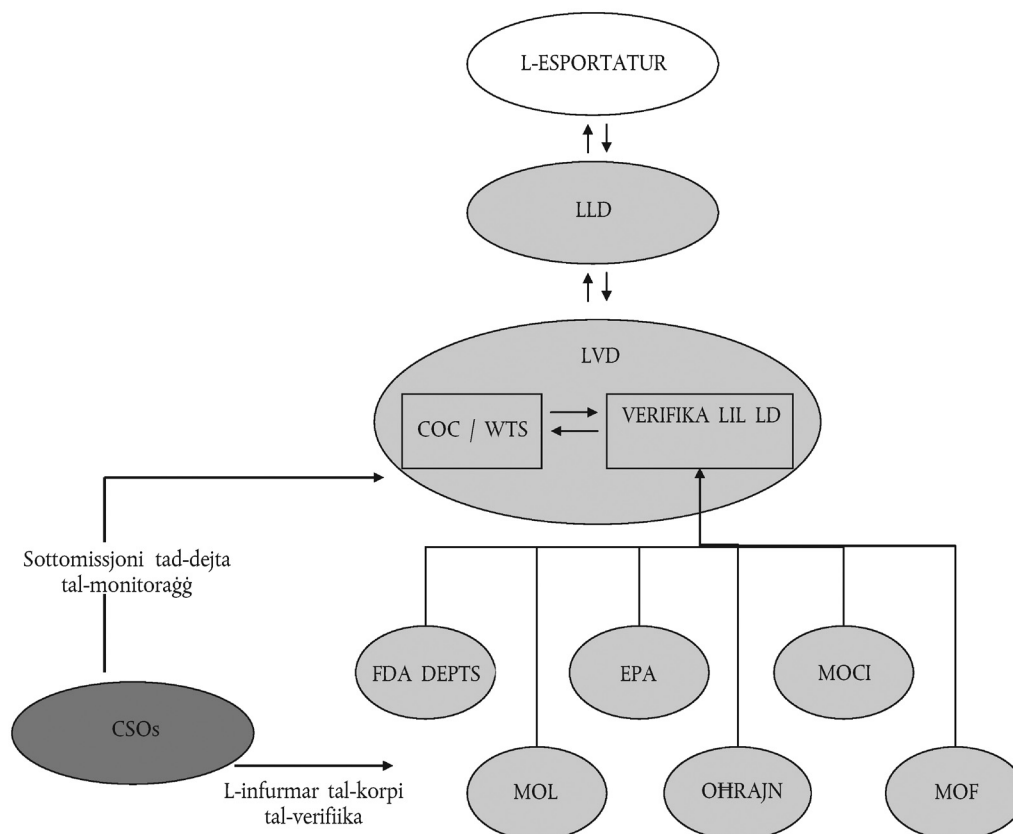 L-ESPORTATUR
LLD
LVD
COC / WTS
VERIFIKA LIL LD
Sottomissjoni tad-dejta
tal-monitoraġġ
FDA DEPTS
EPA
MOCI
CSOs
MOL
OĦRAJN
MOF
L-infurmar tal-korpi
tal-verifiika